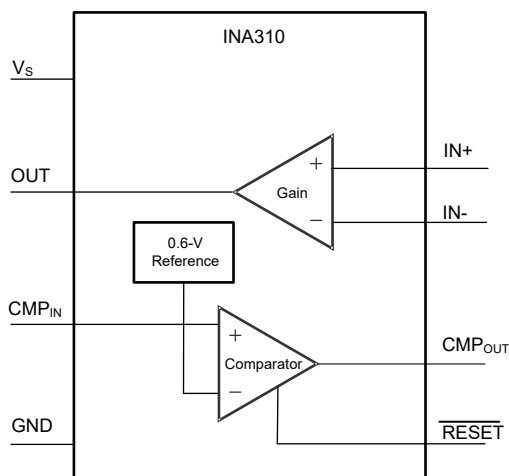 INA310
VS
OUT
IN+
+
Gain
−
IN-
0.6-V
Reference
CMPIN
+
Comparator
−
CMPOUT
GND
RESET